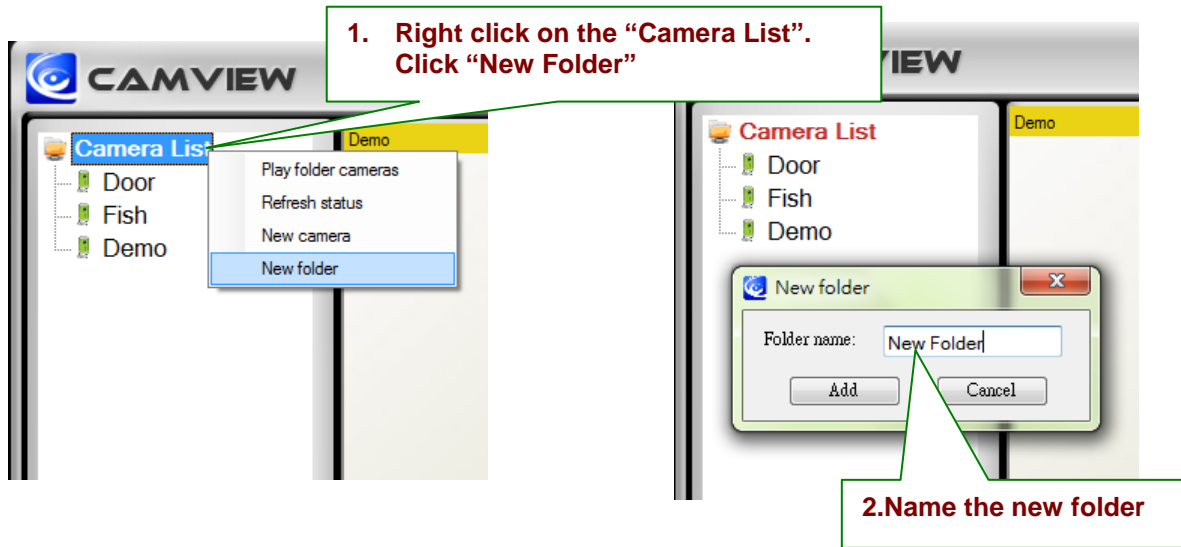 1. Right click on the “Camera List”.
Click “New Folder”
CAMVIEW
Camera List
Door
Fish
Demo
Demo
Play folder cameras
Refresh status
New camera
New folder
IEW
Camera List
Door
Fish
Demo
Demo
New folder
Folder name:
New Folder
Add
Cancel
2.Name the new folder